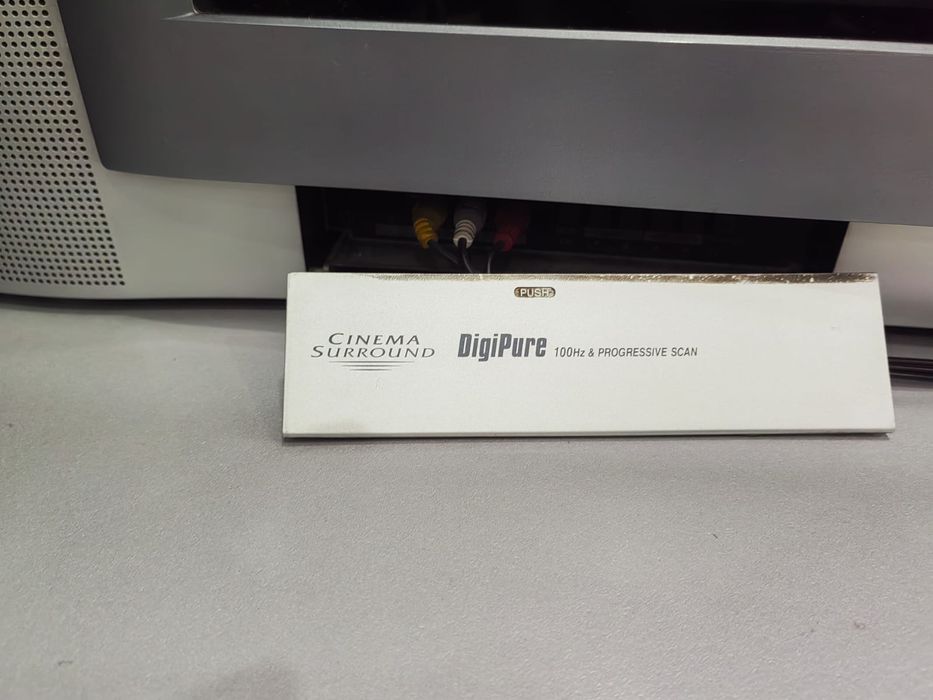 PUSH
CINEMA
SURROUND
DigiPure 100Hz & PROGRESSIVE SCAN